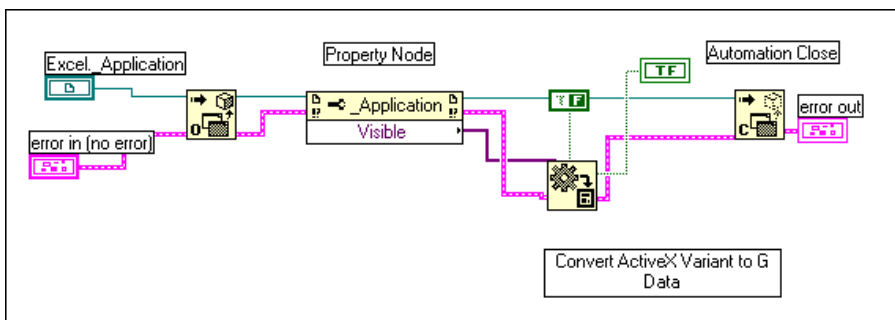 Excel._Application
Property Node
Automation Close
TF
T F
_Application
Visible
error in (no error)
error out
O
C
Convert ActiveX Variant to G
Data